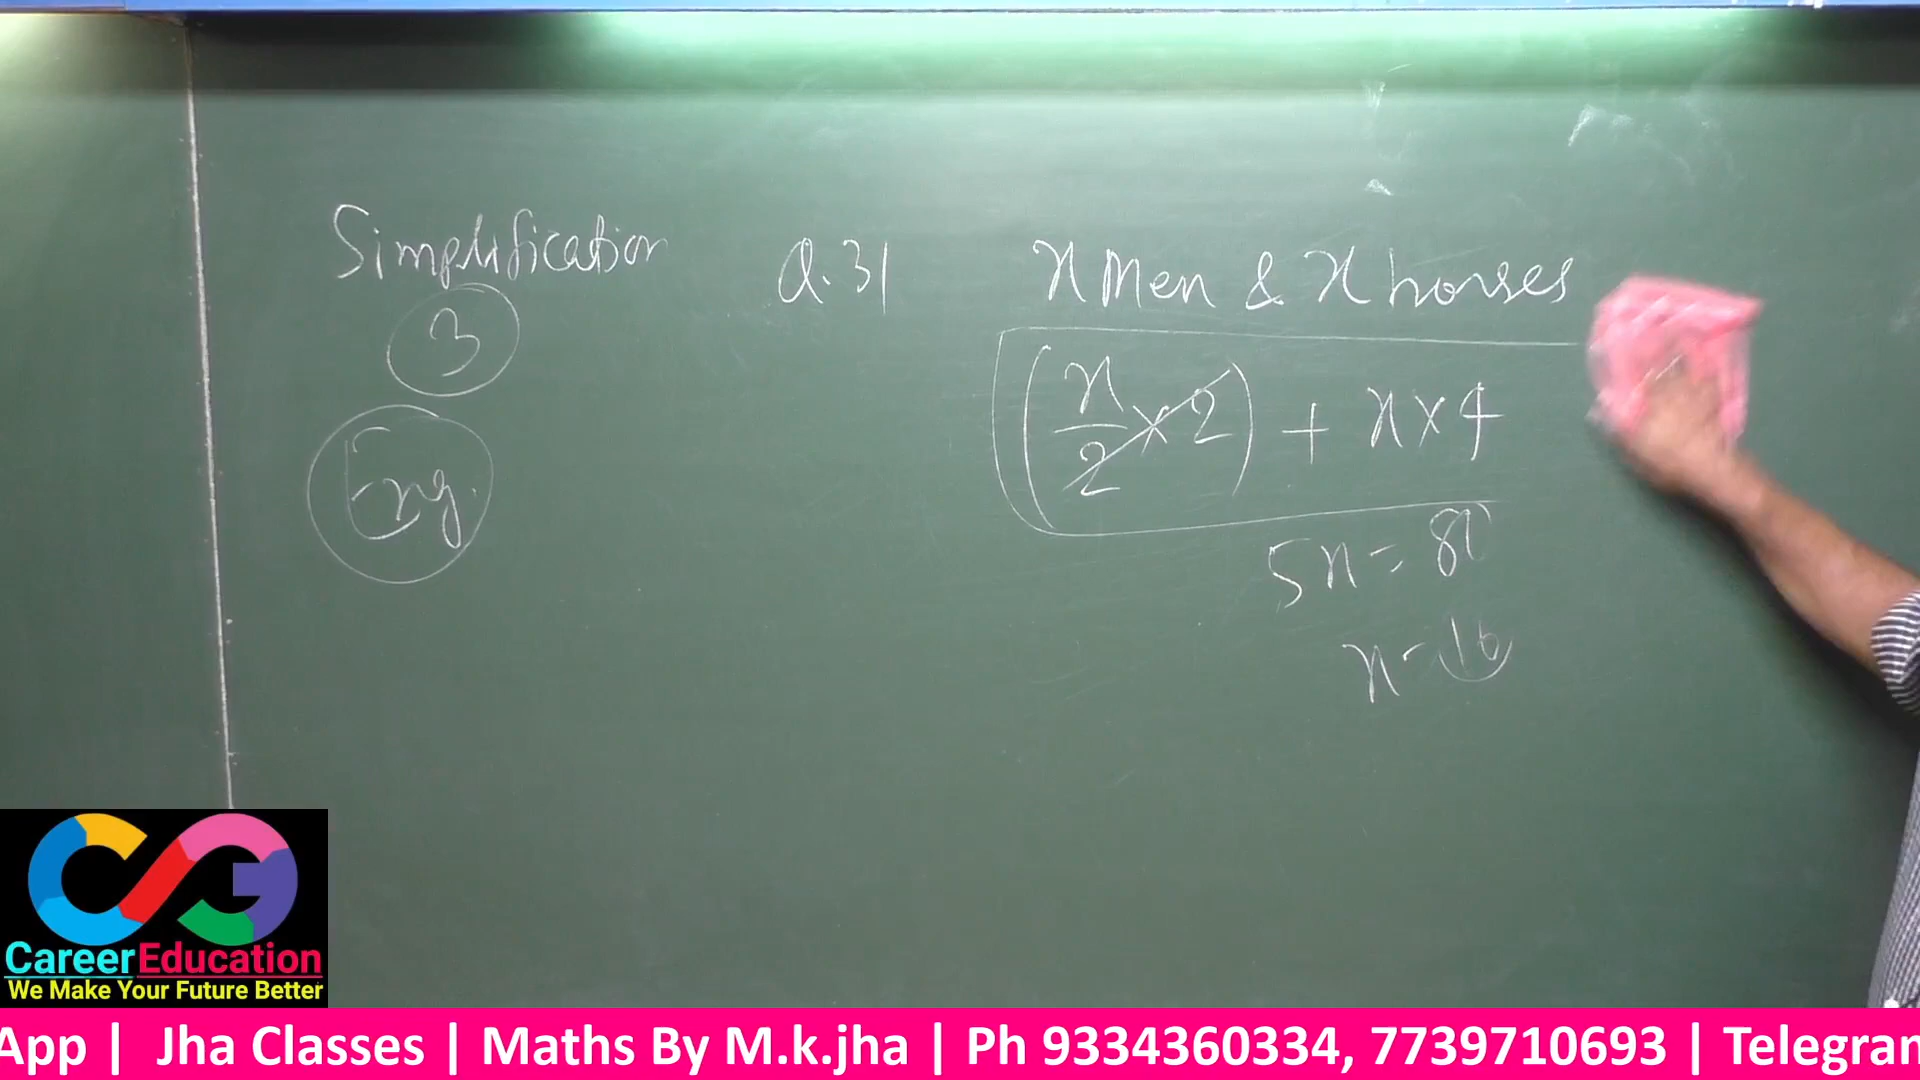 Simplification
3
Eng.
Q.31
x Men & x horses
(x/2 × 2) + x × 4
5x = 80
x = 16
CareerEducation
We Make Your Future Better
App | Jha Classes | Maths By M.k.jha | Ph 9334360334, 7739710693 | Telegran